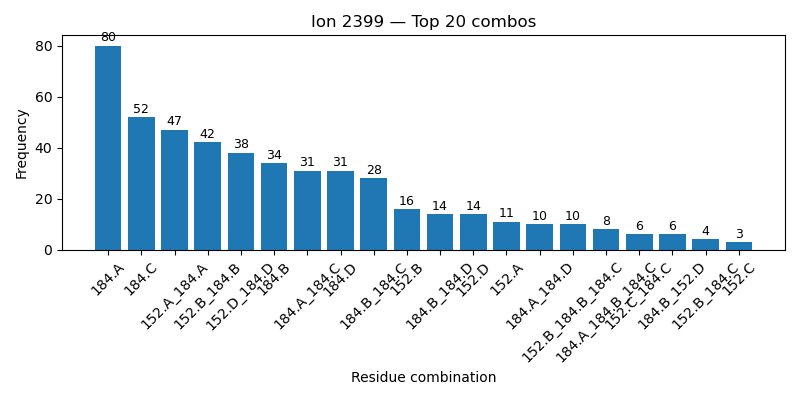 Ion 2399 — Top 20 combos
Frequency
80
60
40
20
0
80
52
47
42
38
34
31
31
28
16
14
14
11
10
10
8
6
6
4
3
184.A
184.C
152.A_184.A
152.B_184.B
152.D_184.D
184.B
184.A_184.C
184.D
184.B_184.C
152.B
184.B_184.D
152.D
152.A
184.A_184.D
152.B_184.B_184.C
184.A_184.B_184.C
152.C_184.C
184.B_152.D
152.B_184.C
152.C
Residue combination